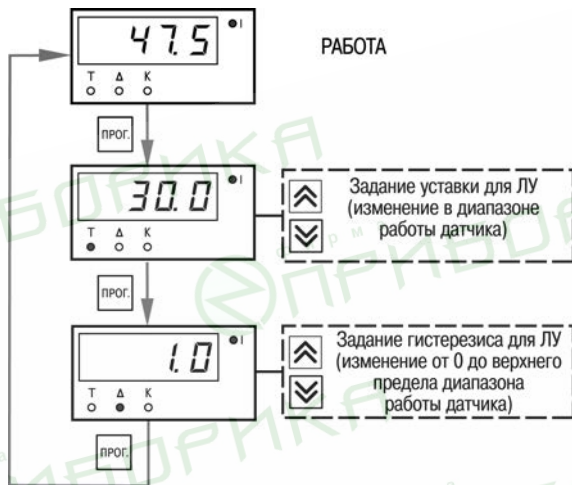 47.5
I
РАБОТА
T Δ K
ПРОГ.
30.0
I
T Δ K
Задание уставки для ЛУ
(изменение в диапазоне
работы датчика)
ПРОГ.
1.0
I
T Δ K
Задание гистерезиса для ЛУ
(изменение от 0 до верхнего
предела диапазона
работы датчика)
ПРОГ.